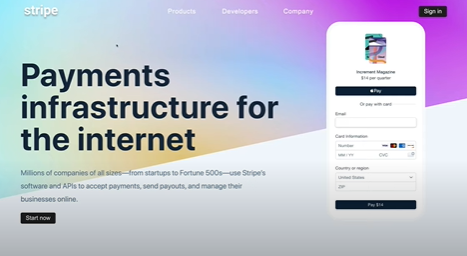 stripe
Products
Developers
Company
Sign in
Payments
infrastructure for
the internet
Millions of companies of all sizes—from startups to Fortune 500s—use Stripe's
software and APIs to accept payments, send payouts, and manage their
businesses online.
Start now
Increment Magazine
$14 per quarter
Pay
Or pay with card
Email
Card Information
Number
MM / YY
CVC
Country or region
United States
ZIP
Pay $14